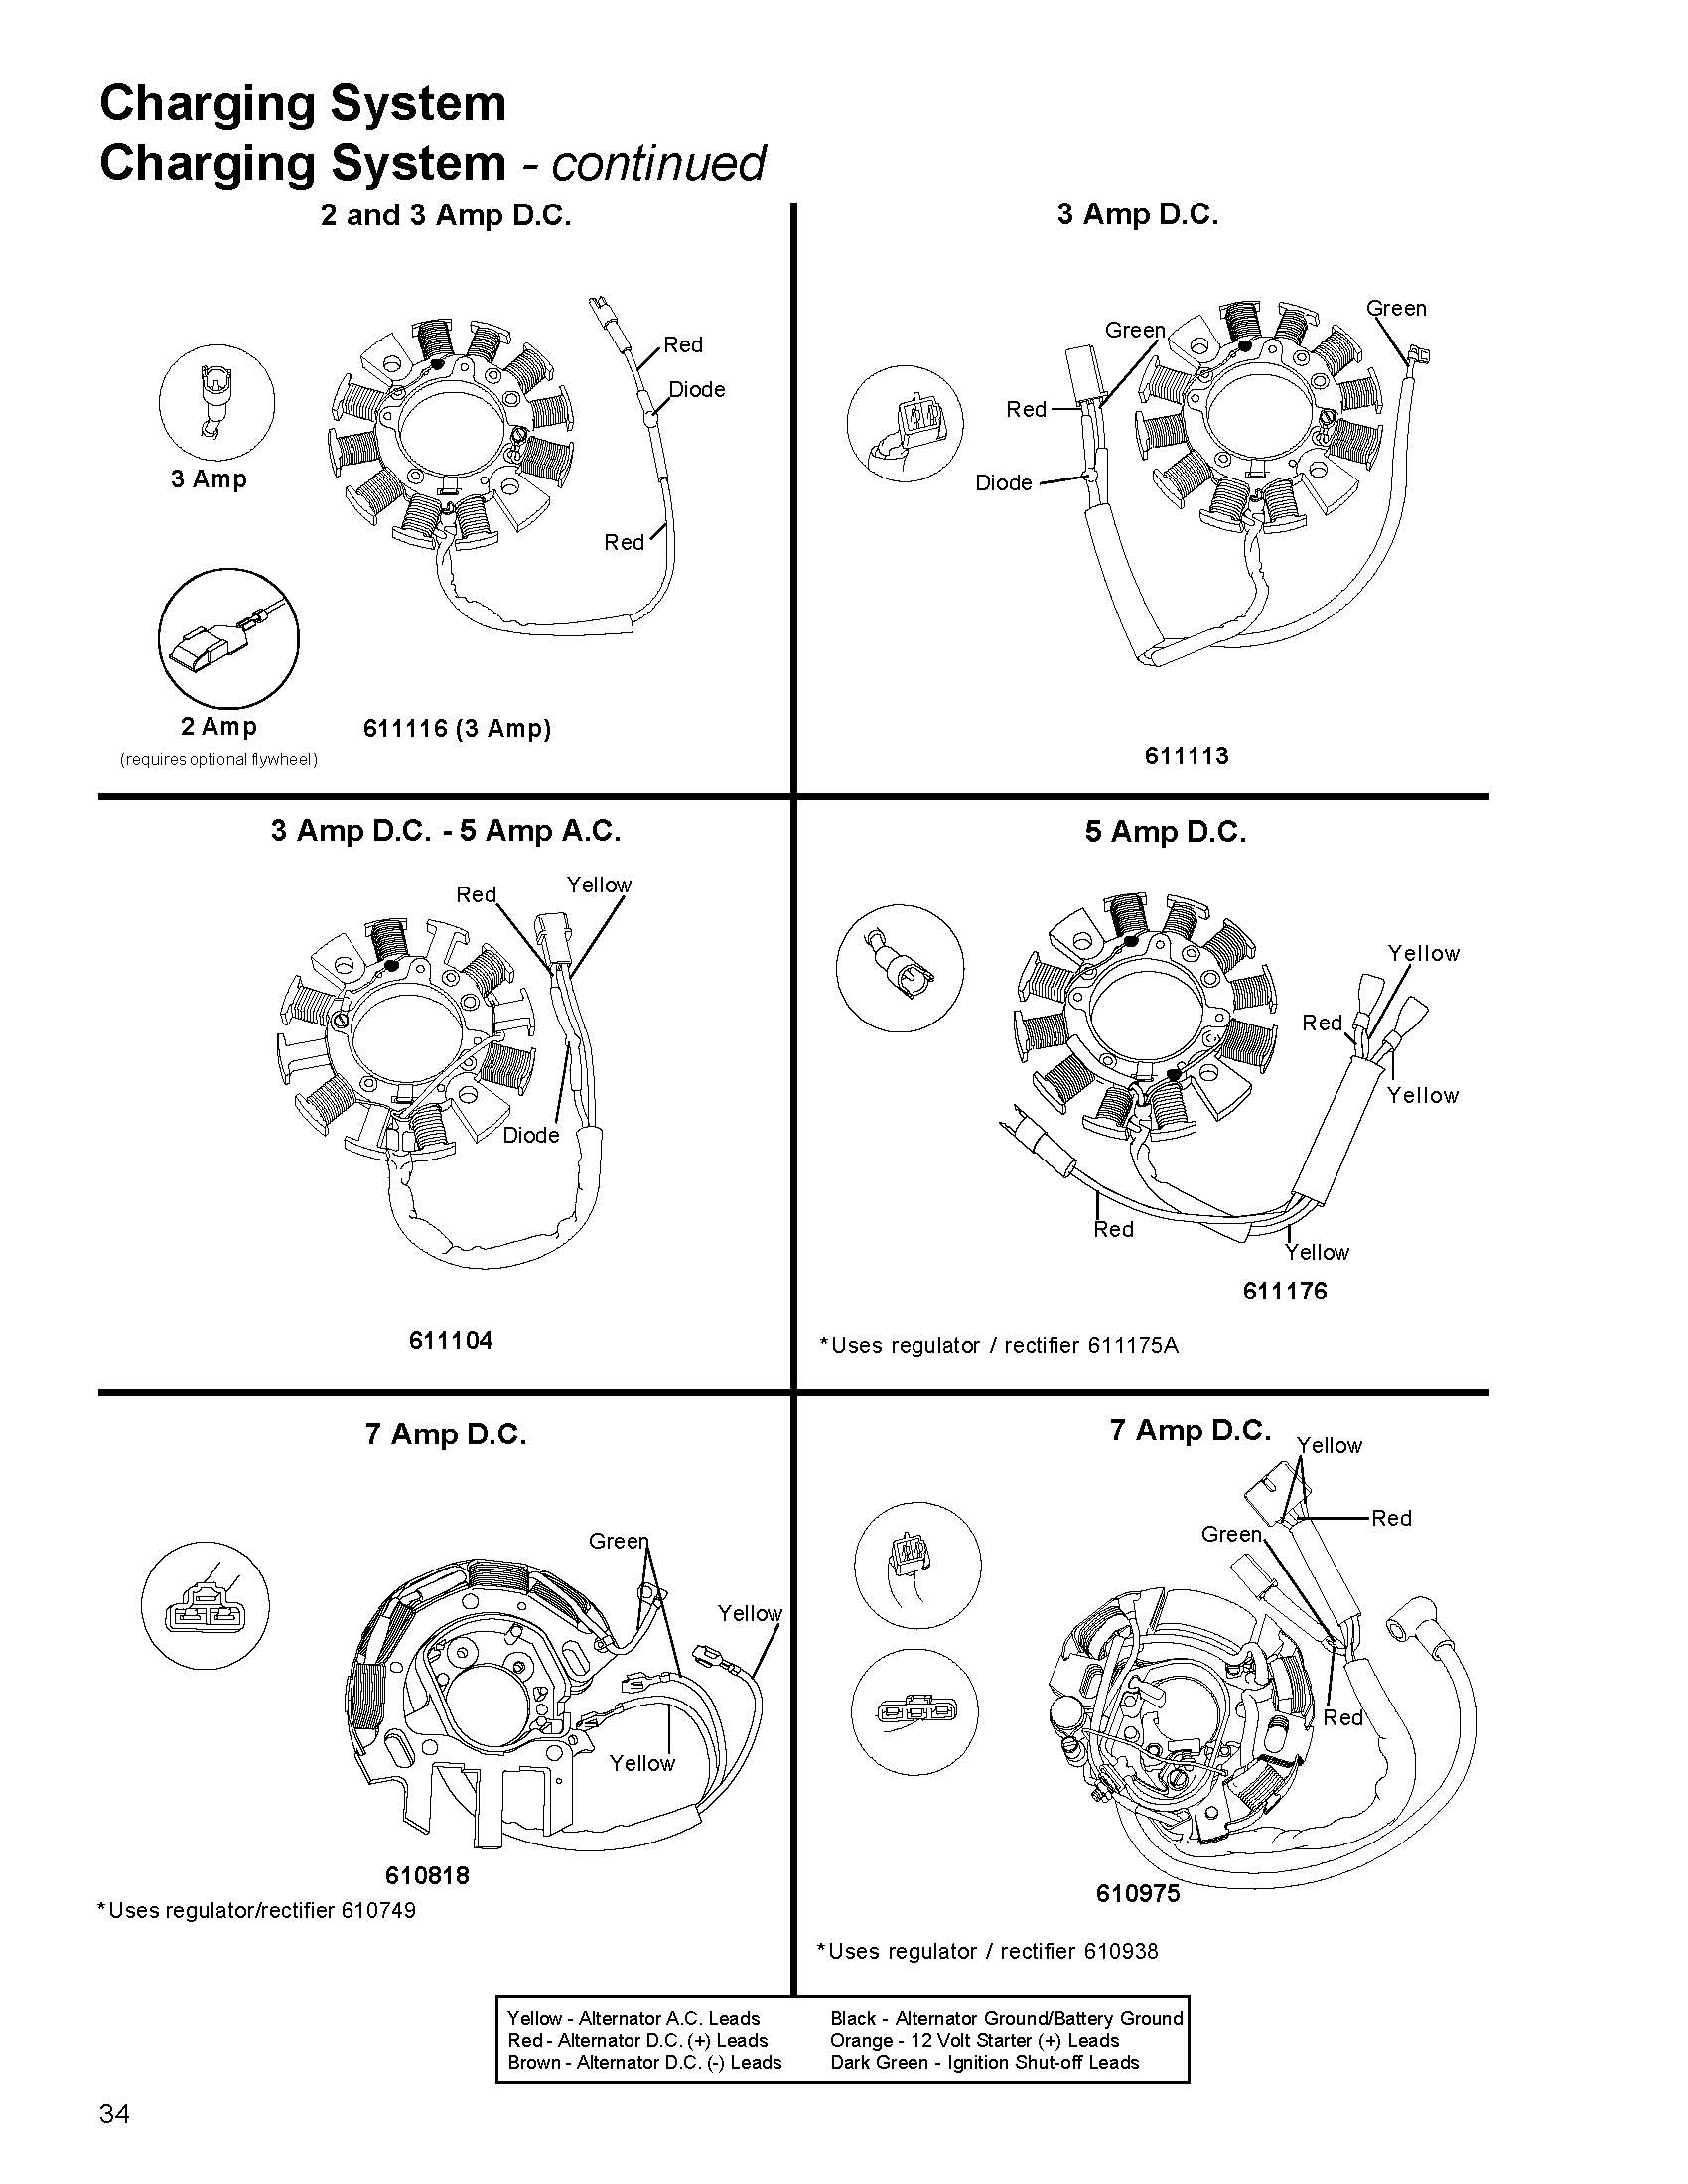 Charging System
Charging System - continued
2 and 3 Amp D.C.
Red
Diode
3 Amp
Red
2 Amp
(requires optional flywheel)
611116 (3 Amp)
3 Amp D.C.
Green
Green
Red
Diode
611113
3 Amp D.C. - 5 Amp A.C.
Red
Yellow
Diode
611104
5 Amp D.C.
Yellow
Red
Yellow
Red
Yellow
611176
*Uses regulator / rectifier 611175A
7 Amp D.C.
Green
Yellow
Yellow
610818
*Uses regulator/rectifier 610749
7 Amp D.C.
Yellow
Red
Green
Red
610975
*Uses regulator / rectifier 610938
Yellow - Alternator A.C. Leads
Red - Alternator D.C. (+) Leads
Brown - Alternator D.C. (-) Leads
Black - Alternator Ground/Battery Ground
Orange - 12 Volt Starter (+) Leads
Dark Green - Ignition Shut-off Leads
34